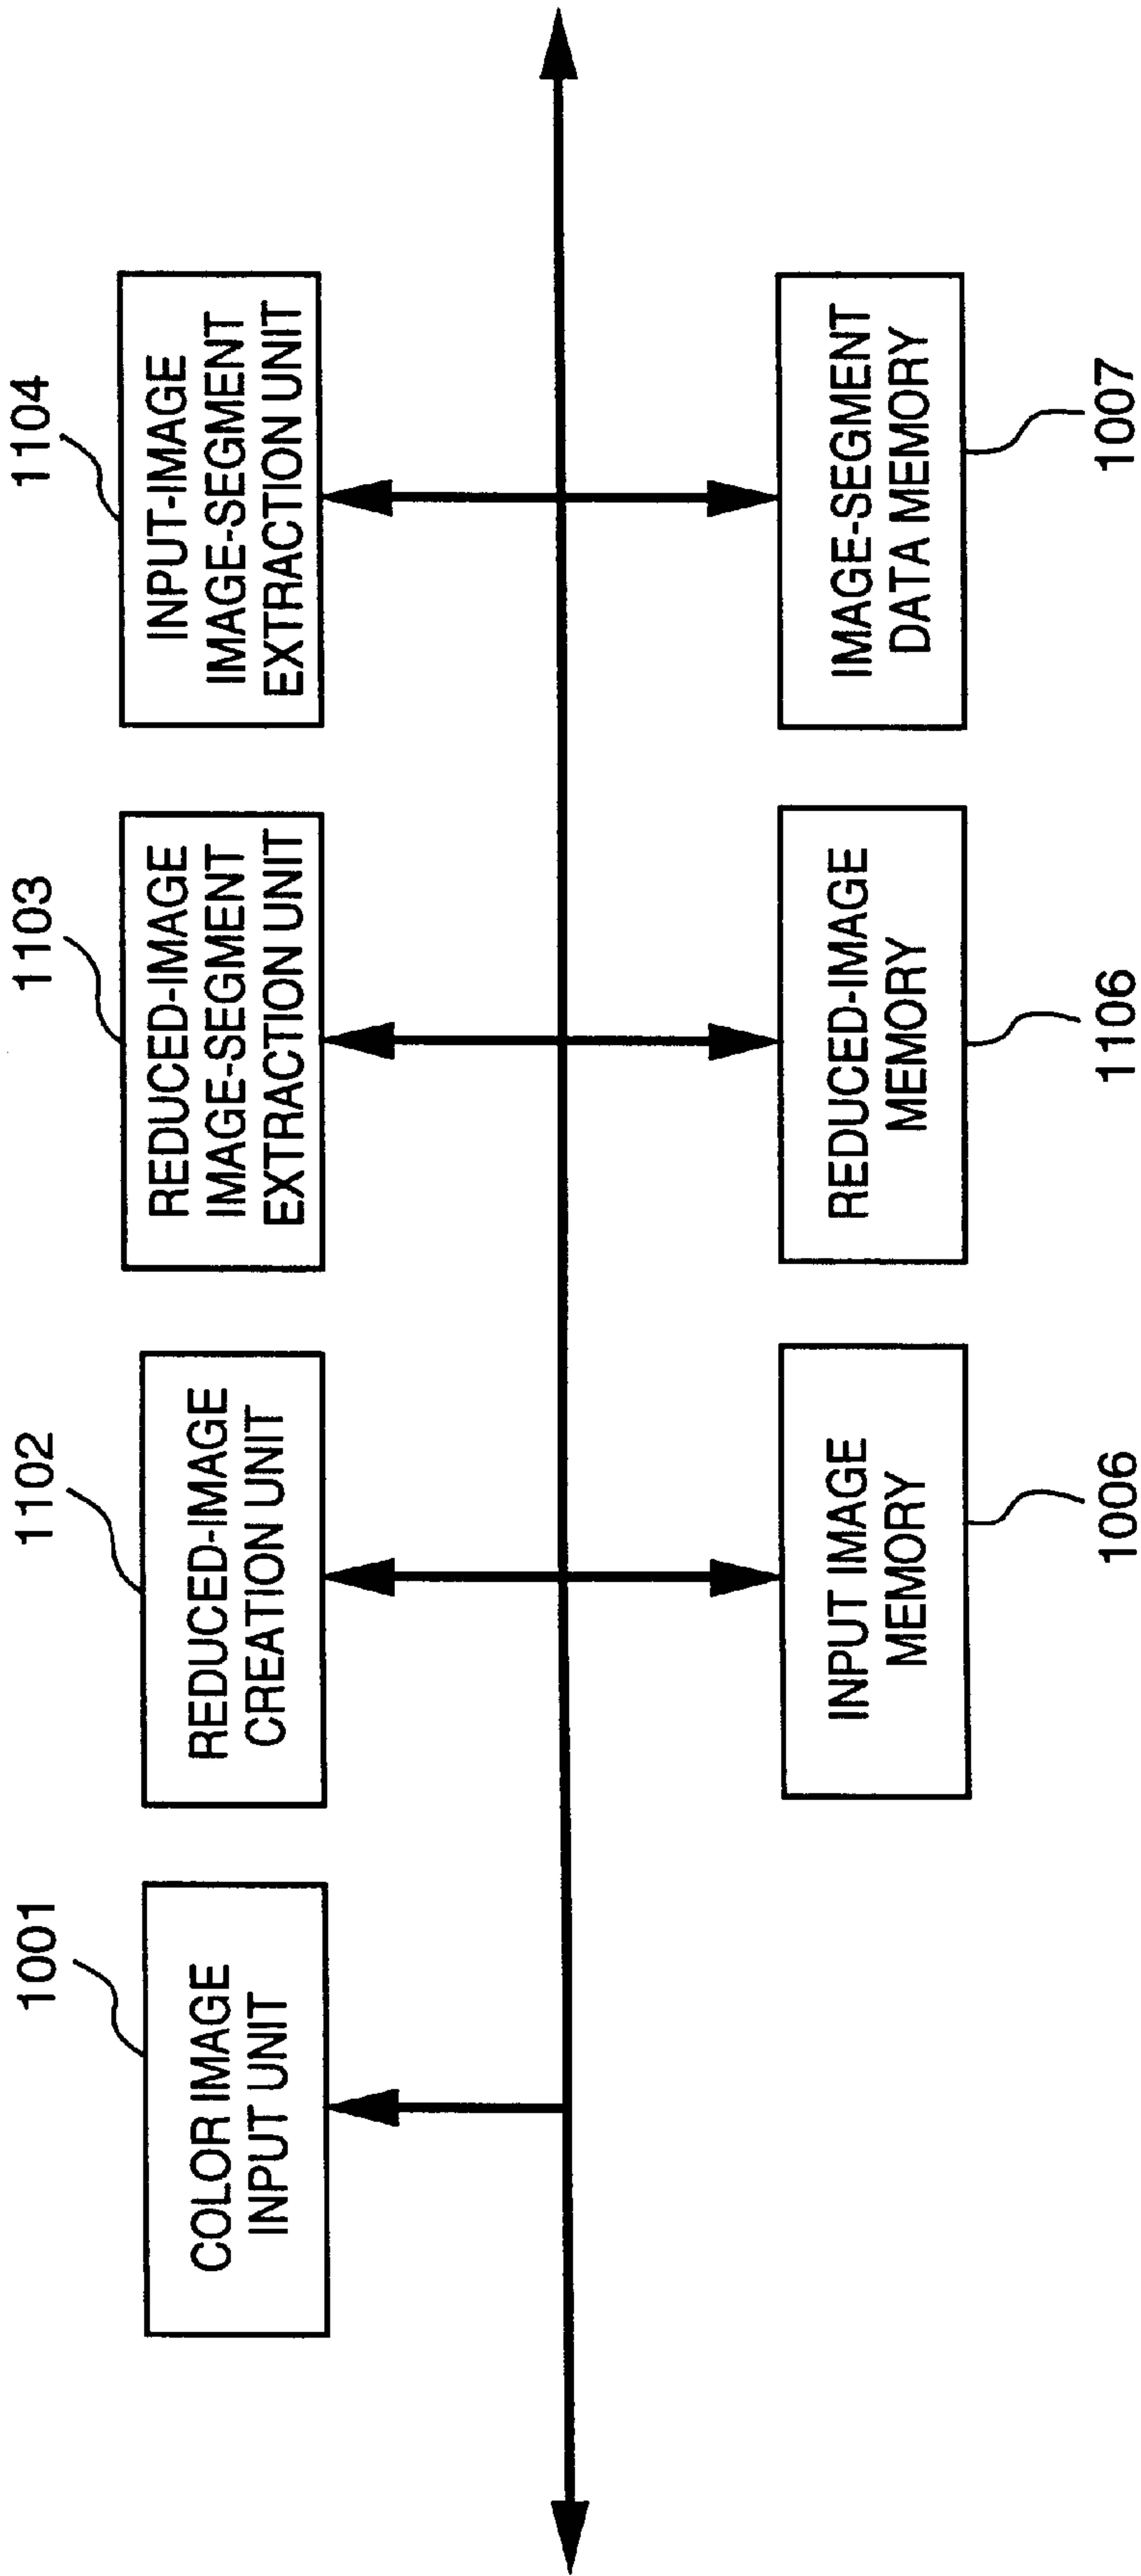 1001
COLOR IMAGE
INPUT UNIT
1102
REDUCED-IMAGE
CREATION UNIT
1103
REDUCED-IMAGE
IMAGE-SEGMENT
EXTRACTION UNIT
1104
INPUT-IMAGE
IMAGE-SEGMENT
EXTRACTION UNIT
INPUT IMAGE
MEMORY
1006
REDUCED-IMAGE
MEMORY
1106
IMAGE-SEGMENT
DATA MEMORY
1007